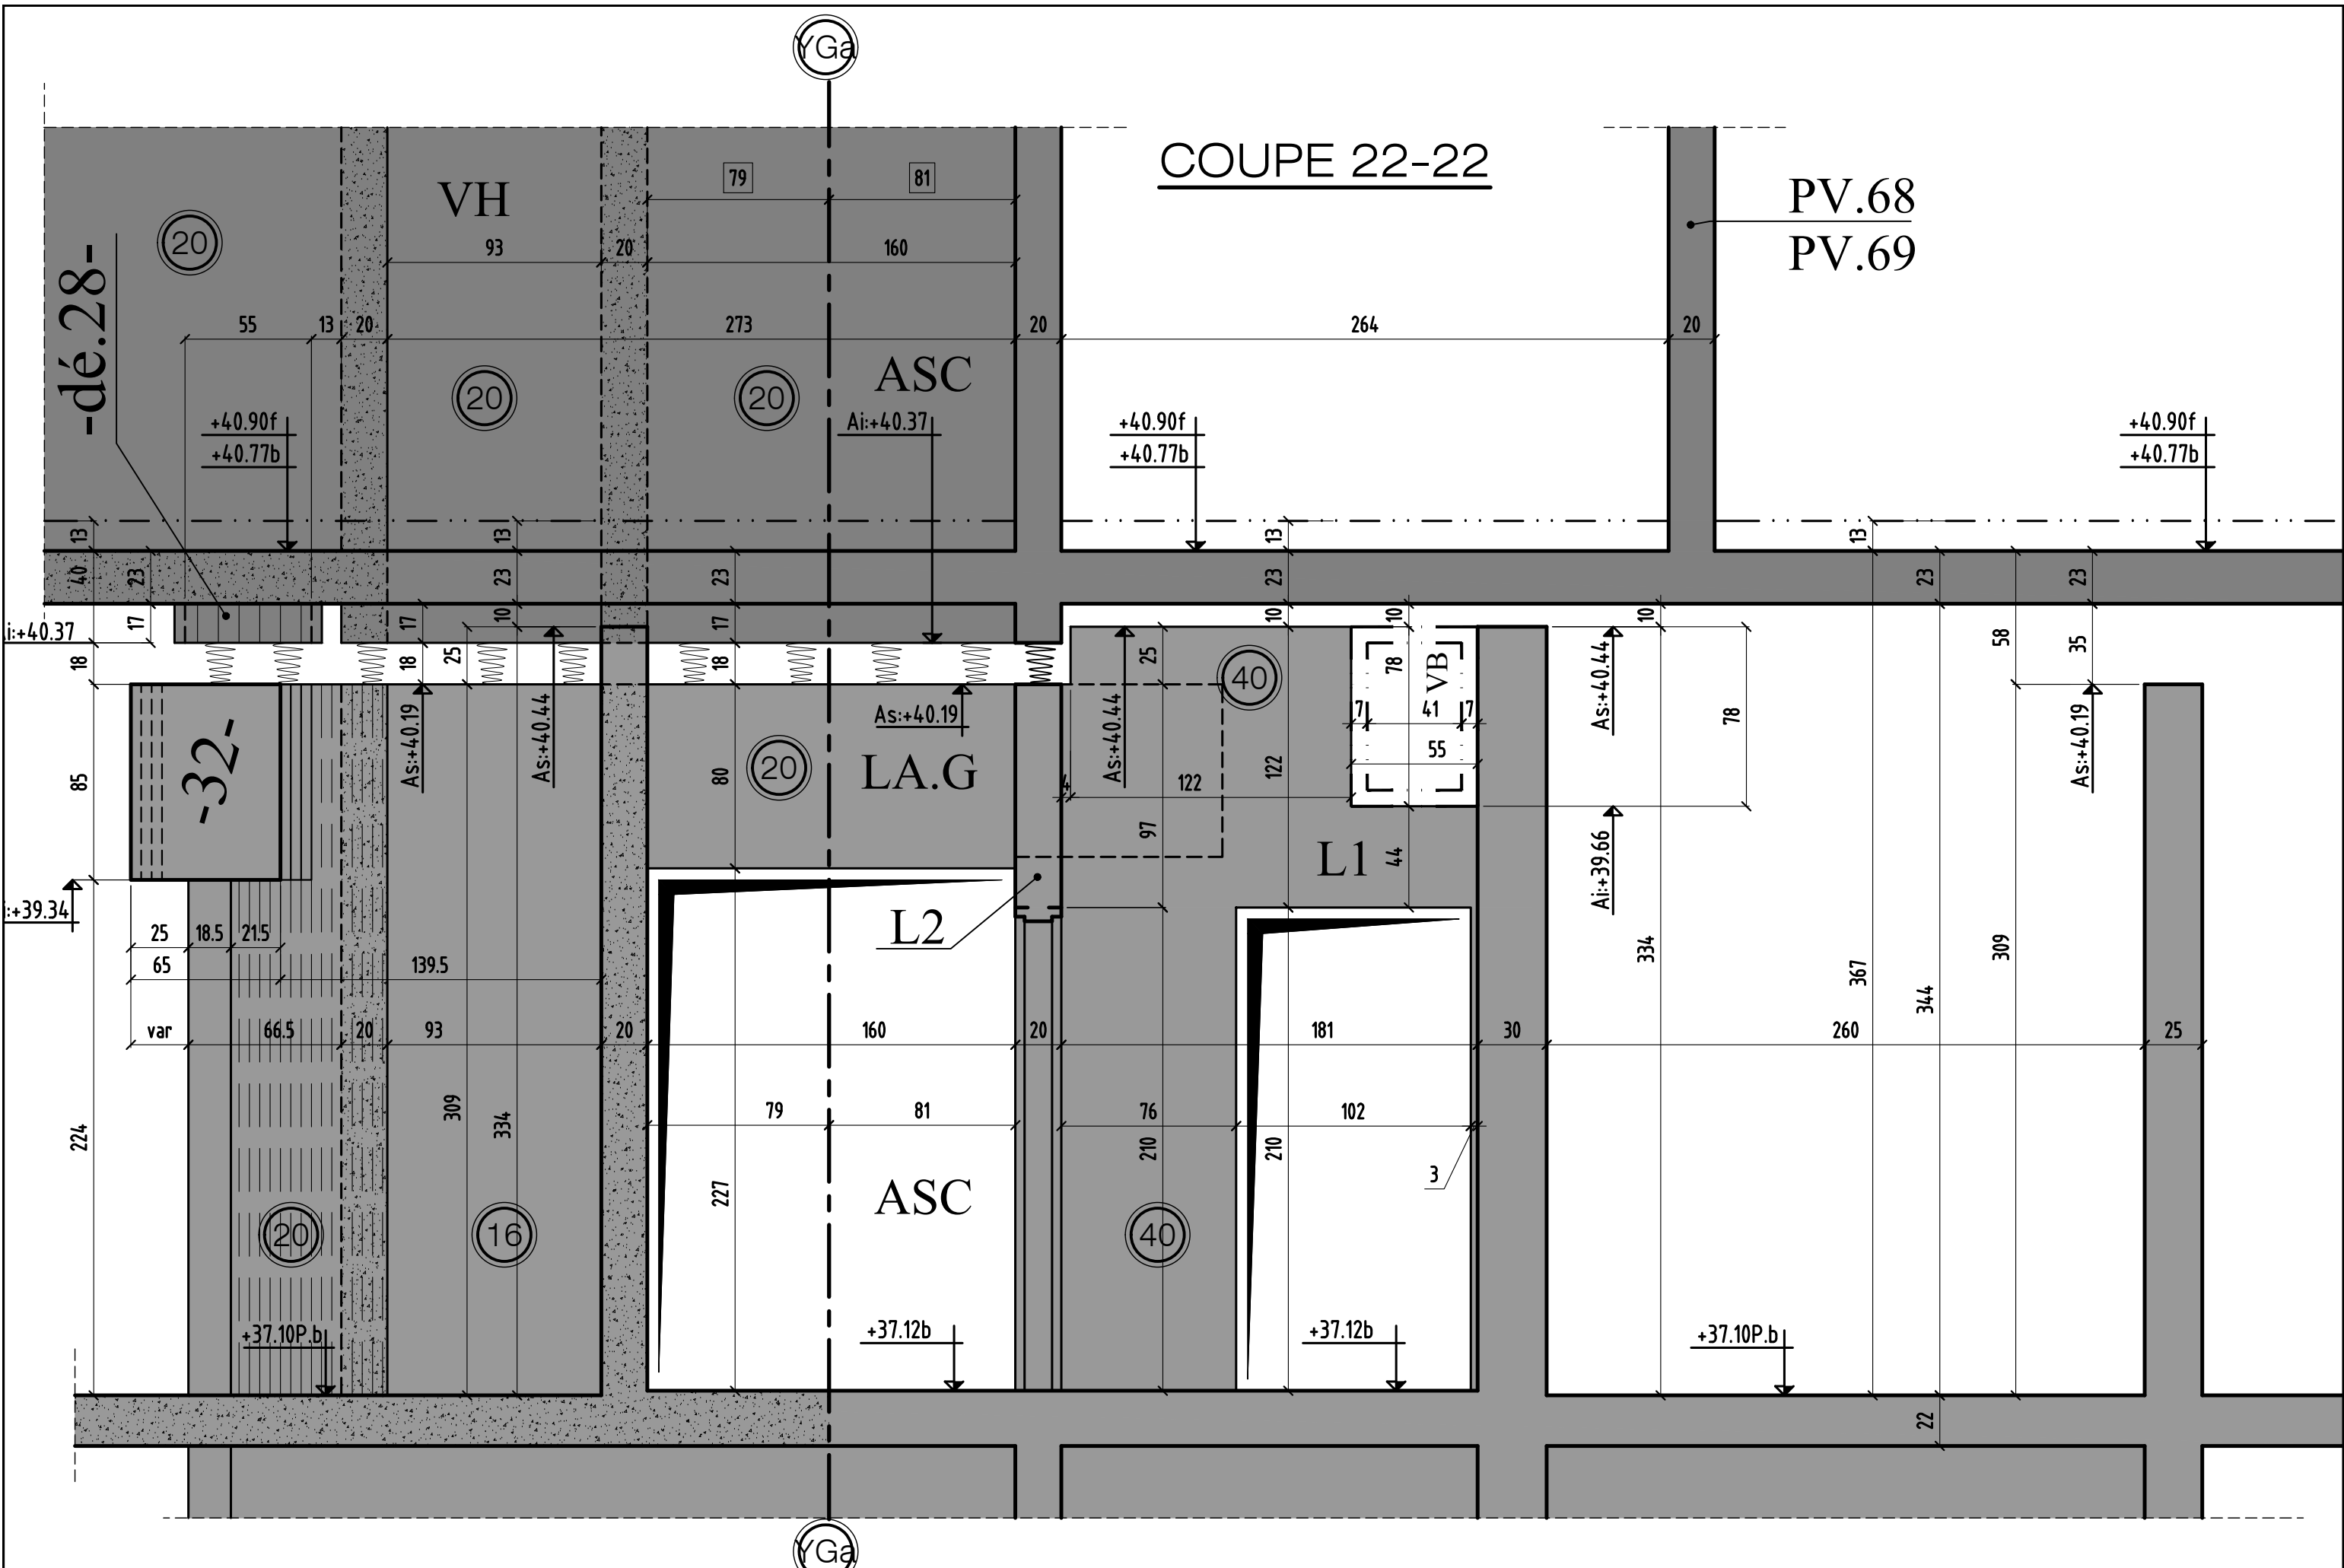 YGa
COUPE 22-22
VH
79
81
PV.68
PV.69
20
-dé.28-
93
20
160
55
13
20
273
20
264
20
ASC
20
20
+40.90f
+40.77b
Ai:+40.37
+40.90f
+40.77b
+40.90f
+40.77b
13
13
13
13
40
23
23
23
23
23
23
17
17
10
17
10
10
10
i:+40.37
18
18
25
18
25
58
35
78
VB
40
-32-
As:+40.19
As:+40.44
As:+40.19
As:+40.44
7
41
7
55
As:+40.44
78
As:+40.19
85
80
20
LA.G
4
122
122
97
L1
44
Ai:+39.66
i:+39.34
L2
25
18.5
21.5
65
139.5
334
367
344
309
var
66.5
20
93
20
160
20
181
30
260
25
224
309
334
79
81
76
102
210
210
3
227
ASC
20
16
40
+37.10P.b
+37.12b
+37.12b
+37.10P.b
22
YGa